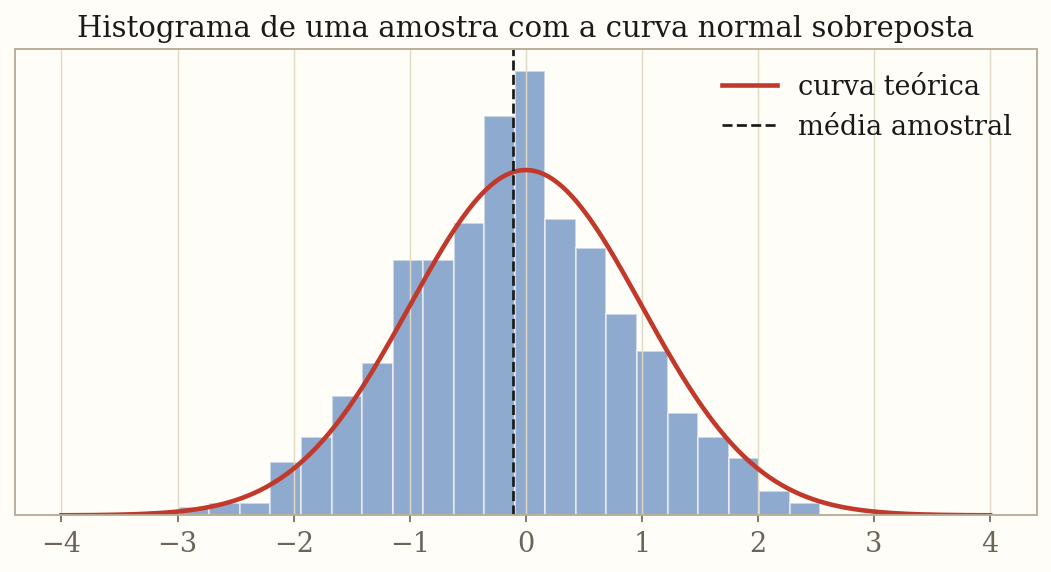 Histograma de uma amostra com a curva normal sobreposta
curva teórica
média amostral
−4 −3 −2 −1 0 1 2 3 4